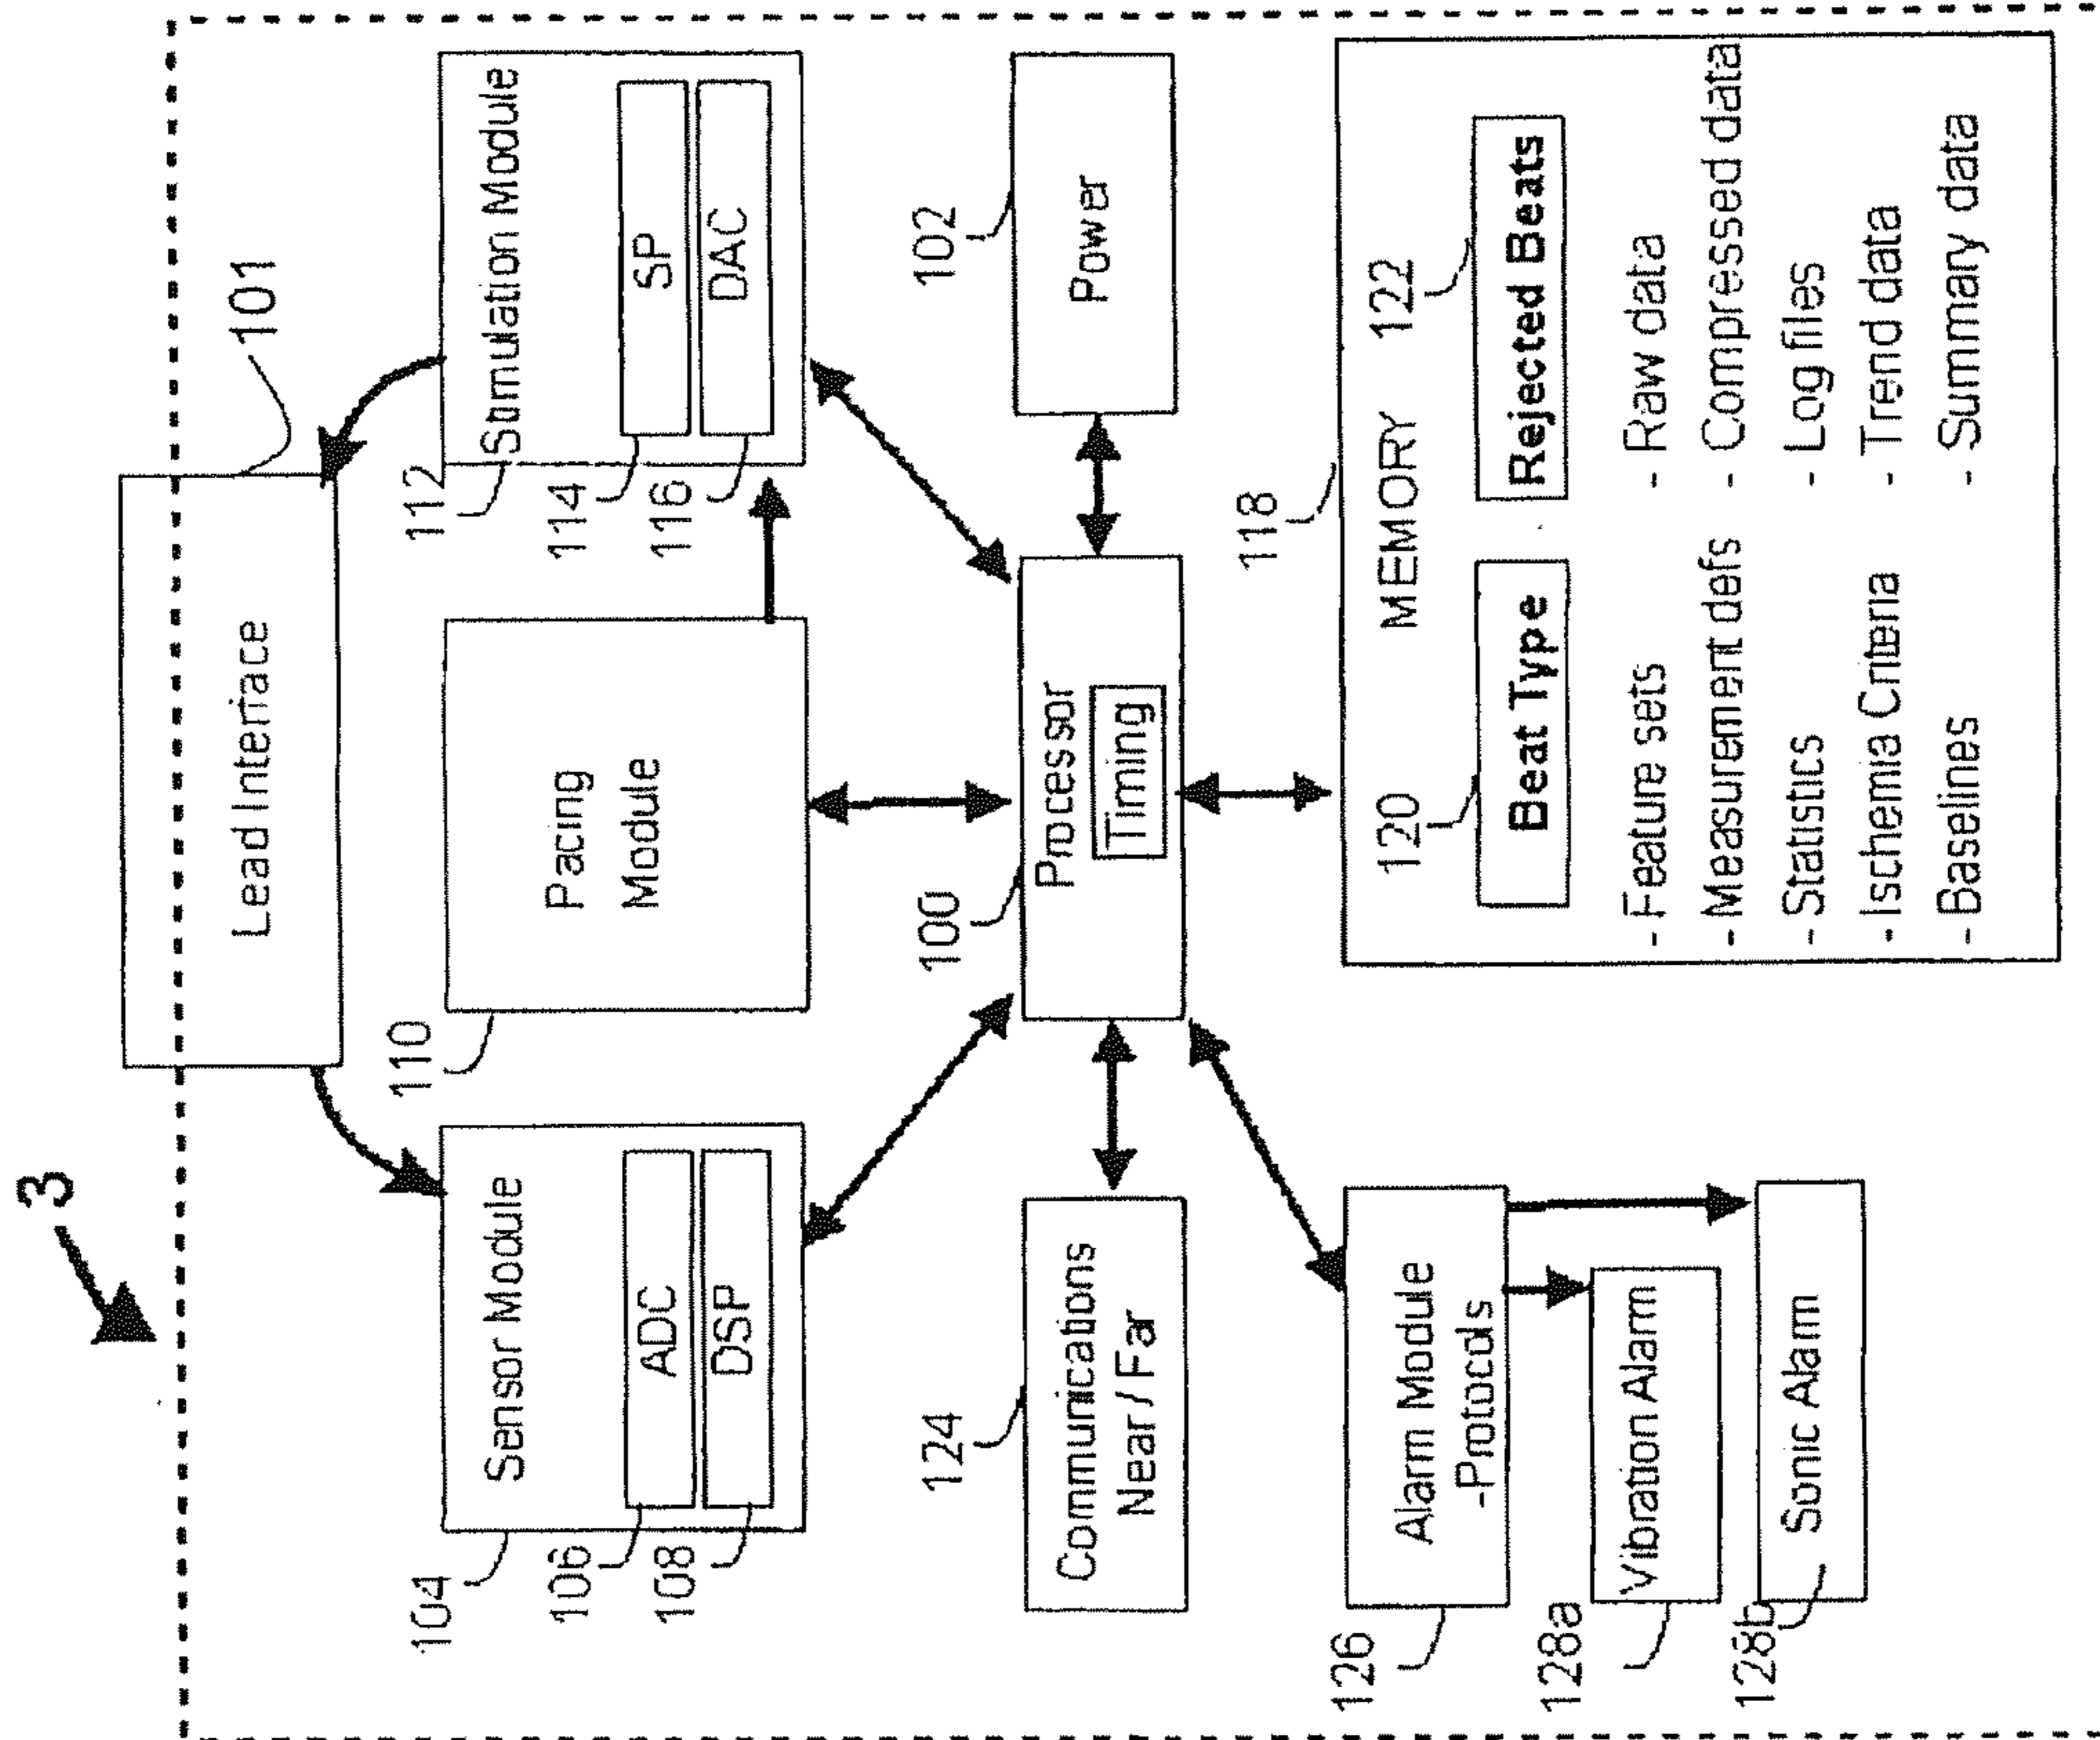 3
Lead Interface
101
Sensor Module
ADC
DSP
104
106
108
Pacing
Module
110
Stimulation Module
SP
DAC
112
114
116
Communications
Near / Far
124
Processor
Timing
100
Power
102
Alarm Module
-Protocols
126
Vibration Alarm
128a
Sonic Alarm
128b
118
MEMORY
120
122
Beat Type
Rejected Beats
- Feature sets
- Measurement defs
- Statistics
- Ischemia Criteria
- Baselines
- Raw data
- Compressed data
- Log files
- Trend data
- Summary data